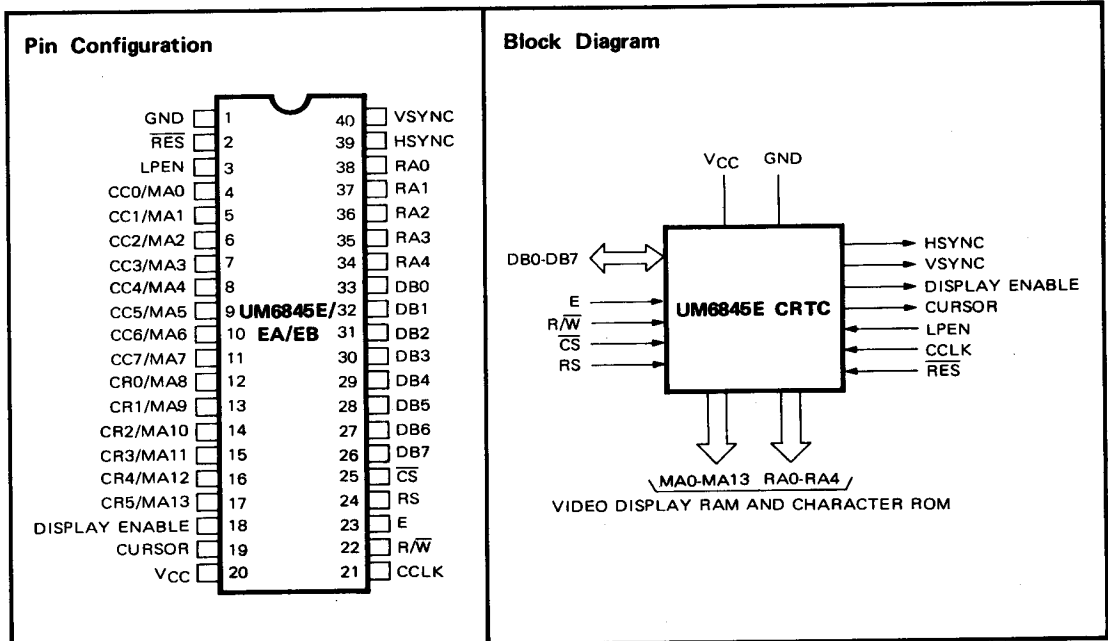 Pin Configuration
GND 1 40 VSYNC
R̅E̅S̅ 2 39 HSYNC
LPEN 3 38 RA0
CC0/MA0 4 37 RA1
CC1/MA1 5 36 RA2
CC2/MA2 6 35 RA3
CC3/MA3 7 34 RA4
CC4/MA4 8 33 DB0
CC5/MA5 9 UM6845E/ 32 DB1
CC6/MA6 10 EA/EB 31 DB2
CC7/MA7 11 30 DB3
CR0/MA8 12 29 DB4
CR1/MA9 13 28 DB5
CR2/MA10 14 27 DB6
CR3/MA11 15 26 DB7
CR4/MA12 16 25 C̅S̅
CR5/MA13 17 24 RS
DISPLAY ENABLE 18 23 E
CURSOR 19 22 R/W̅
VCC 20 21 CCLK
Block Diagram
VCC GND
DB0-DB7
E
R/W̅
C̅S̅
RS
UM6845E CRTC
HSYNC
VSYNC
DISPLAY ENABLE
CURSOR
LPEN
CCLK
R̅E̅S̅
MA0-MA13 RA0-RA4
VIDEO DISPLAY RAM AND CHARACTER ROM